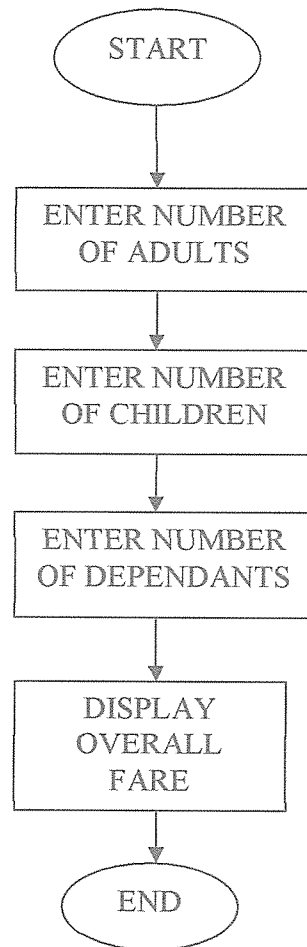 START
ENTER NUMBER
OF ADULTS
ENTER NUMBER
OF CHILDREN
ENTER NUMBER
OF DEPENDANTS
DISPLAY
OVERALL
FARE
END